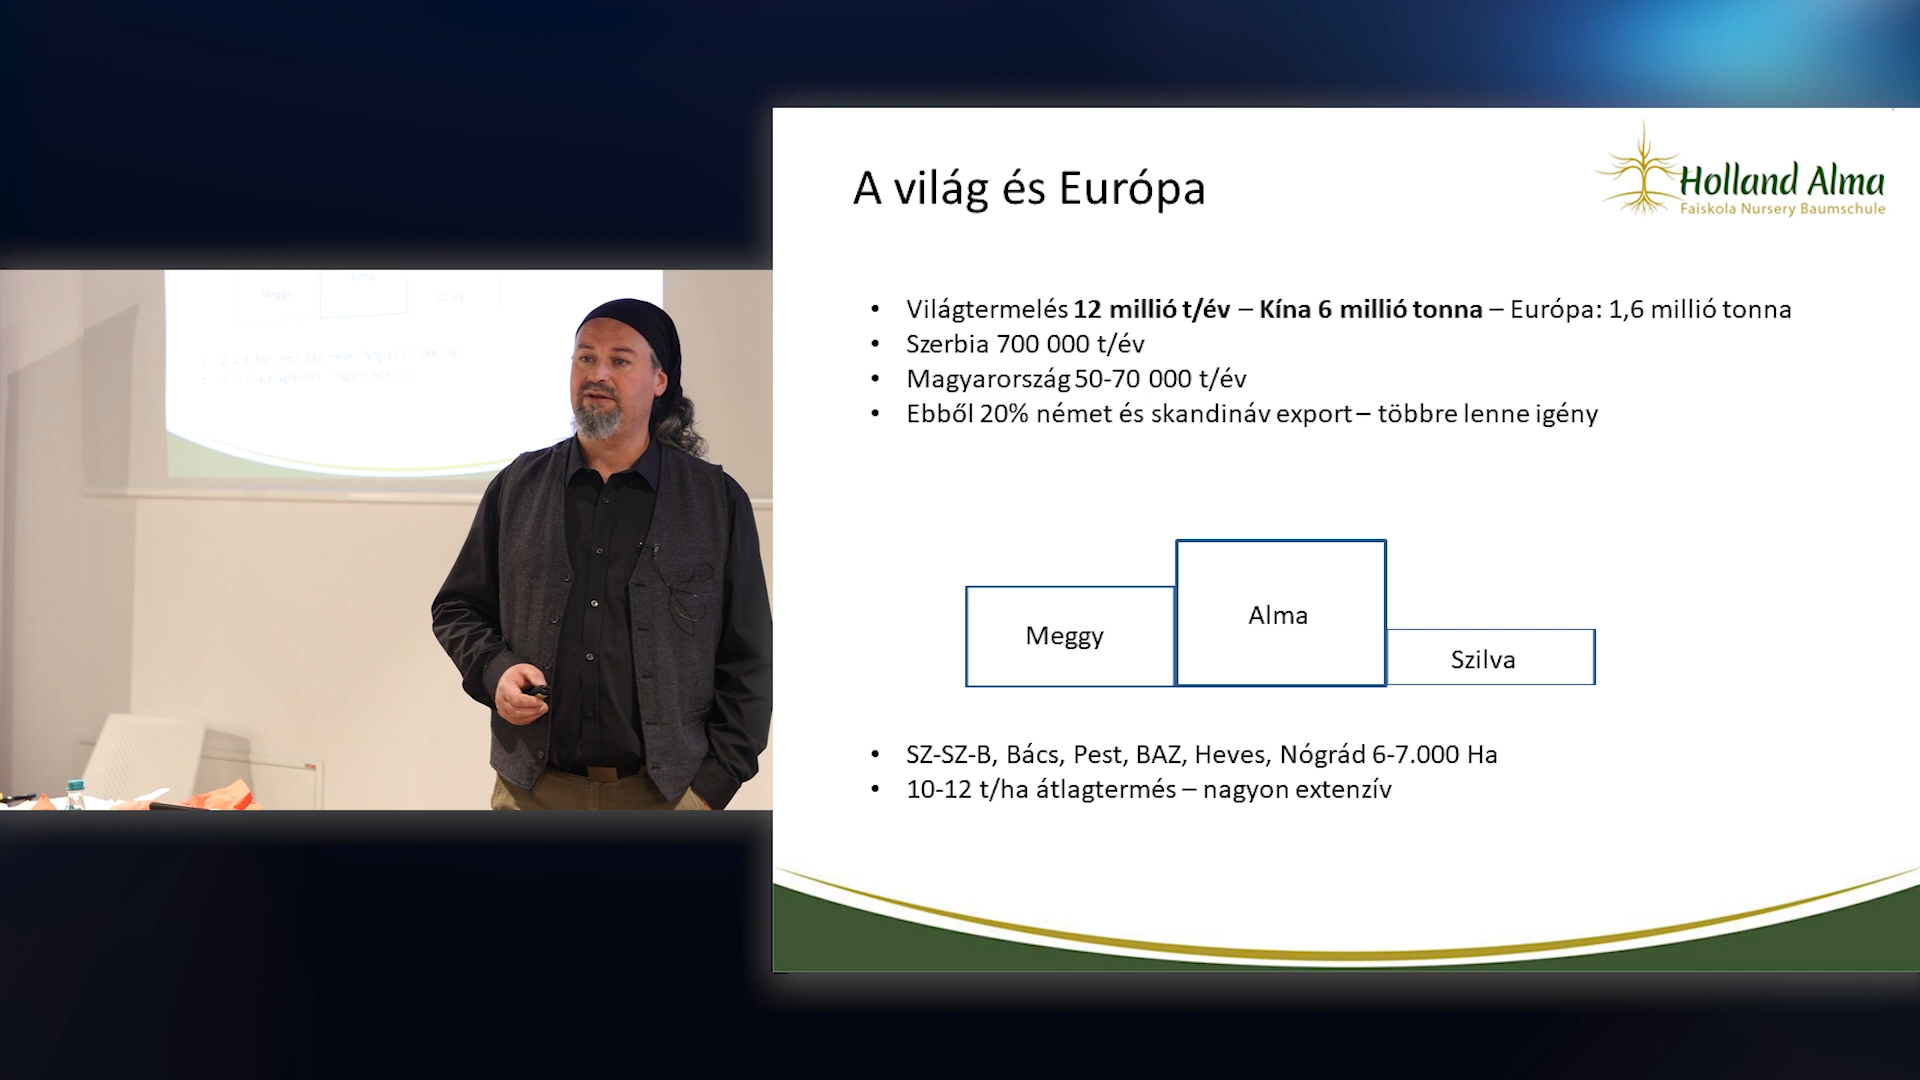 A világ és Európa
Holland Alma
Faiskola Nursery Baumschule
• Világtermelés 12 millió t/év – Kína 6 millió tonna – Európa: 1,6 millió tonna
• Szerbia 700 000 t/év
• Magyarország 50-70 000 t/év
• Ebből 20% német és skandináv export – többre lenne igény
Meggy
Alma
Szilva
• SZ-SZ-B, Bács, Pest, BAZ, Heves, Nógrád 6-7.000 Ha
• 10-12 t/ha átlagtermés – nagyon extenzív